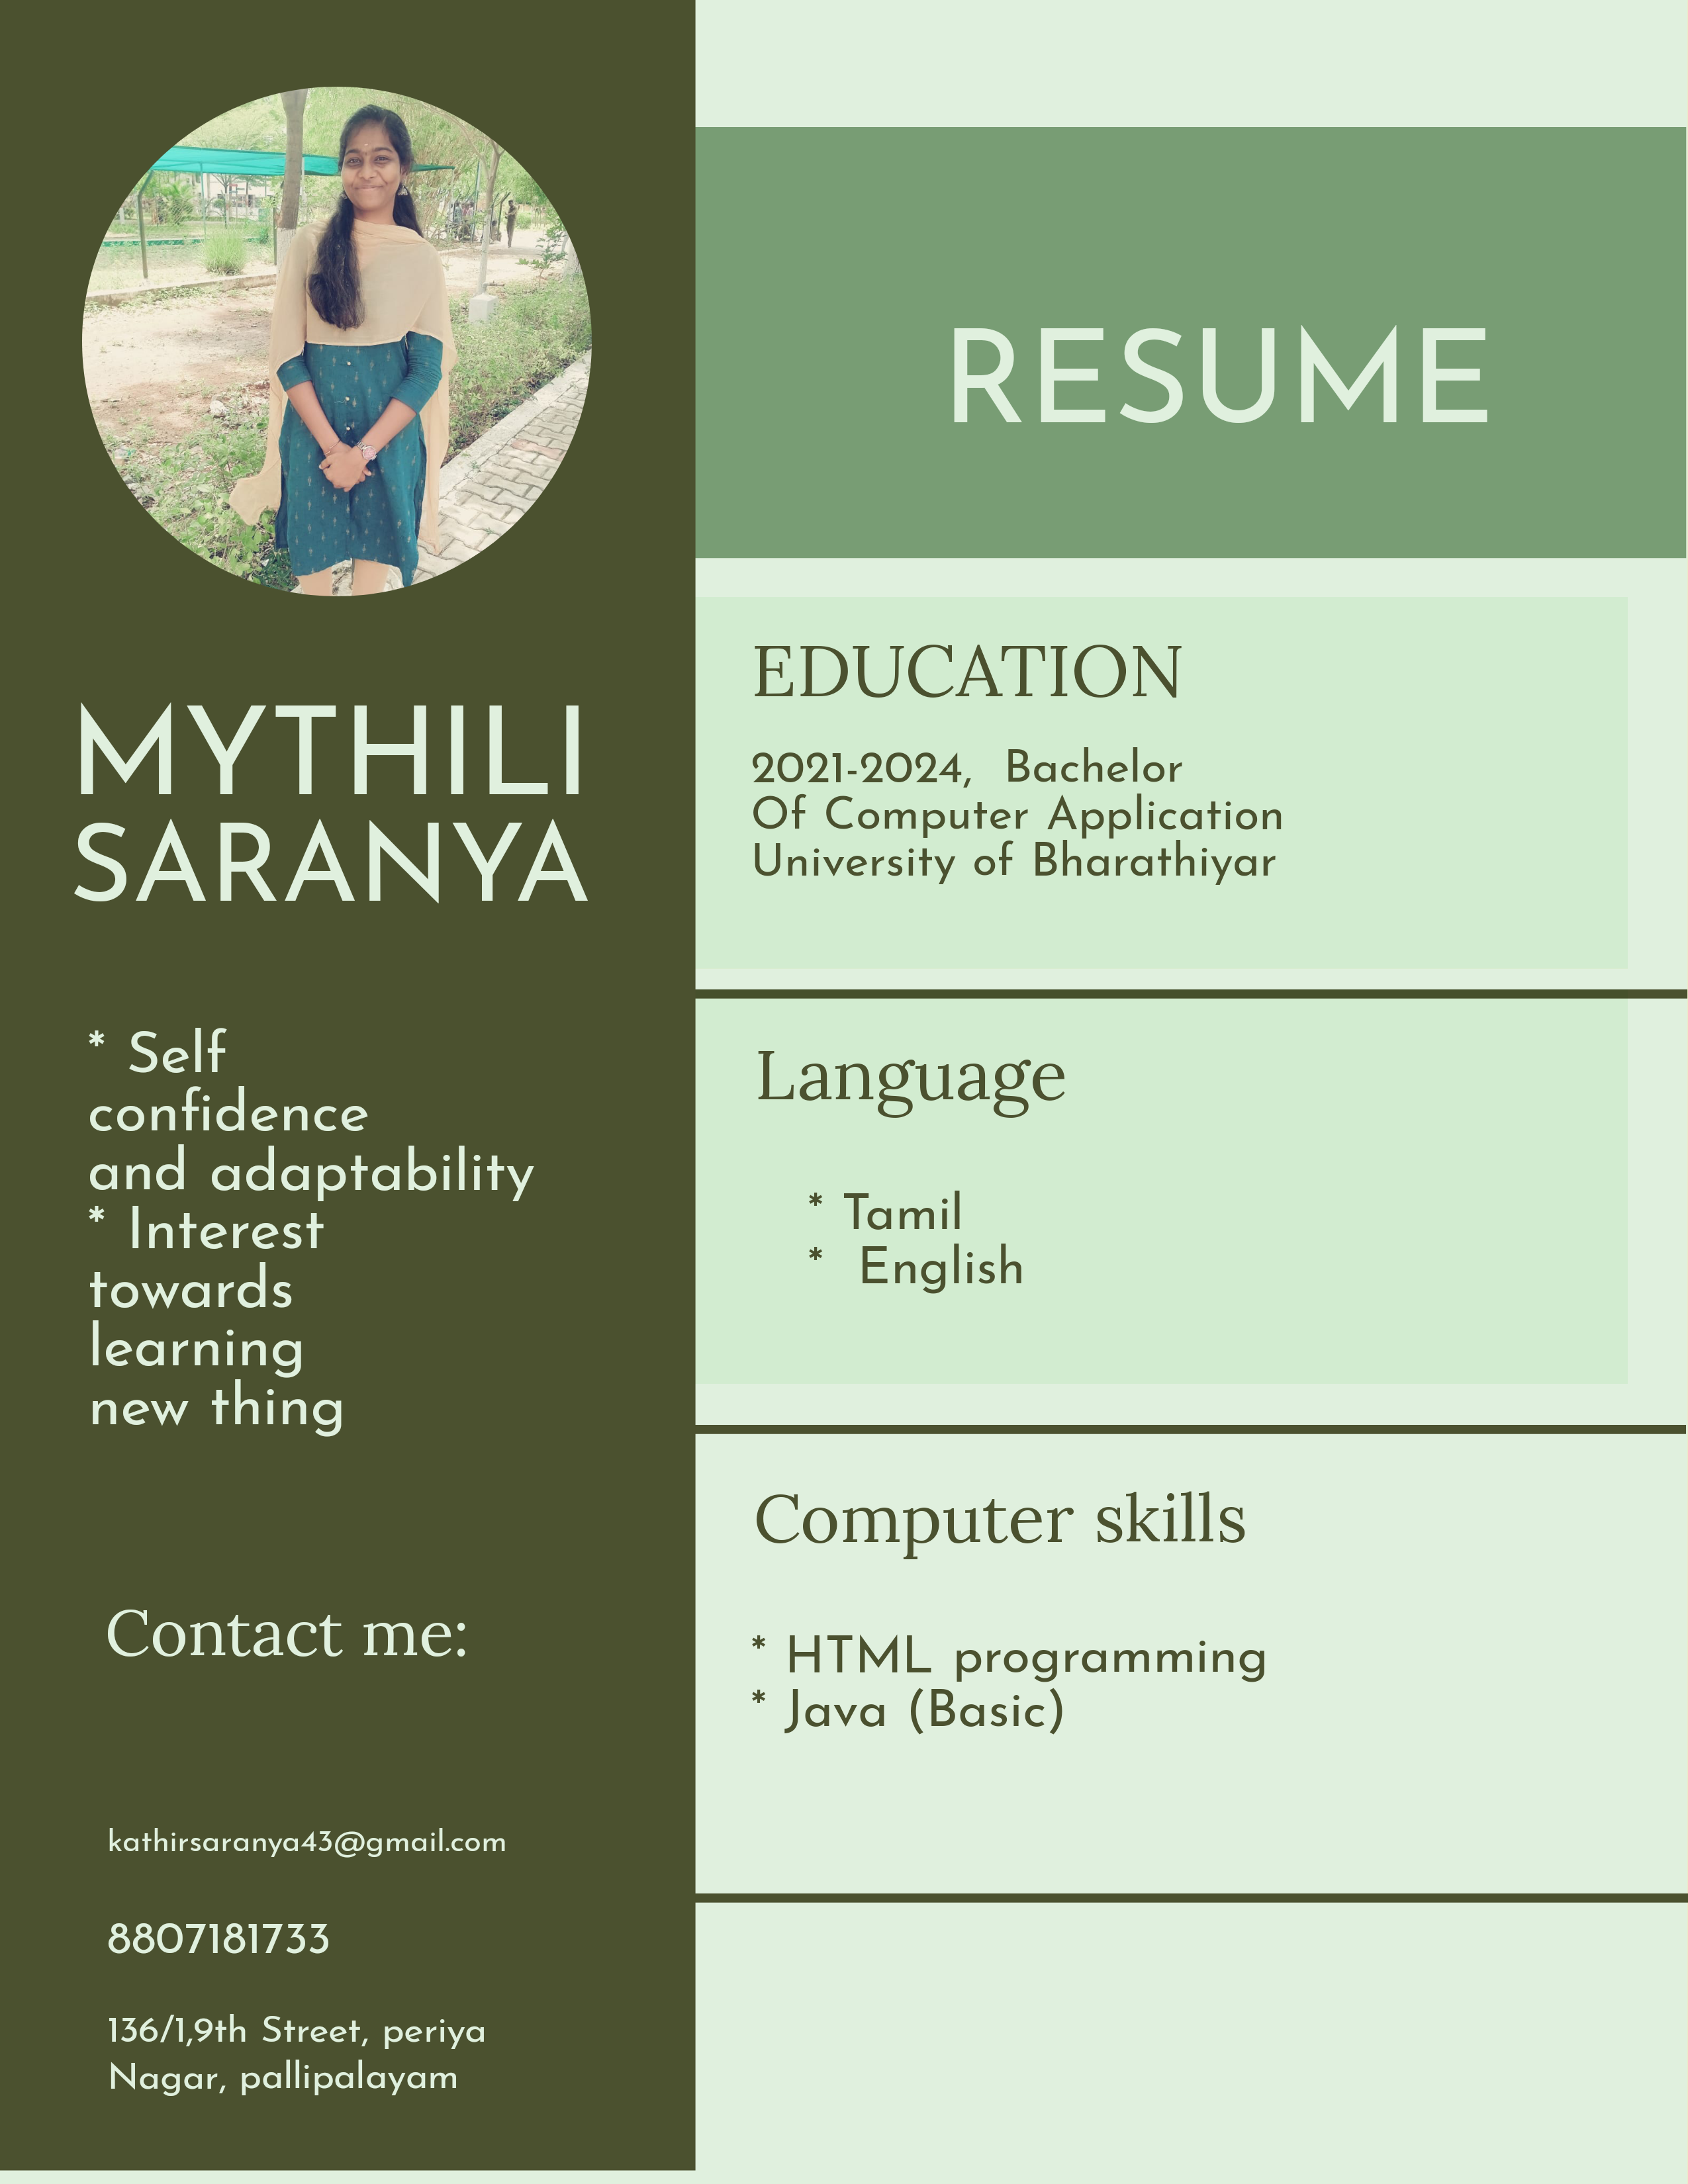 MYTHILI
SARANYA
* Self
confidence
and adaptability
* Interest
towards
learning
new thing
Contact me:
kathirsaranya43@gmail.com
8807181733
136/1,9th Street, periya
Nagar, pallipalayam
RESUME
EDUCATION
2021-2024, Bachelor
Of Computer Application
University of Bharathiyar
Language
* Tamil
* English
Computer skills
* HTML programming
* Java (Basic)